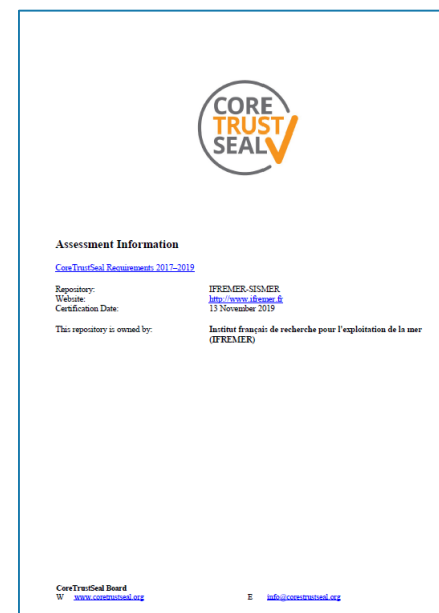 CORE
TRUST
SEAL
Assessment Information
CoreTrustSeal Requirements 2017–2019
Repository: IFREMER-SISMER
Website: http://www.ifremer.fr
Certification Date: 13 November 2019
This repository is owned by: Institut français de recherche pour l'exploitation de la mer
(IFREMER)
CoreTrustSeal Board
W www.coretrustseal.org E info@corestrustseal.org